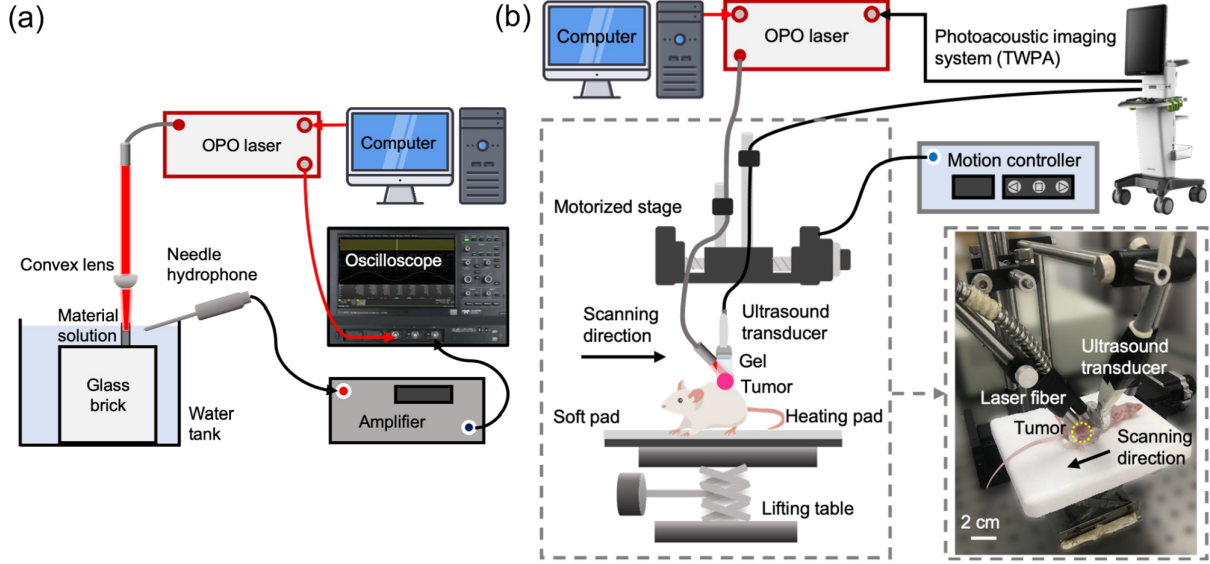 (a)
OPO laser
Computer
Convex lens
Needle
hydrophone
Oscilloscope
Material
solution
Glass
brick
Water
tank
Amplifier
(b)
Computer
OPO laser
Photoacoustic imaging
system (TWPA)
Motion controller
Motorized stage
Scanning
direction
Ultrasound
transducer
Gel
Tumor
Soft pad
Heating pad
Lifting table
Ultrasound
transducer
Laser fiber
Tumor
Scanning
direction
2 cm